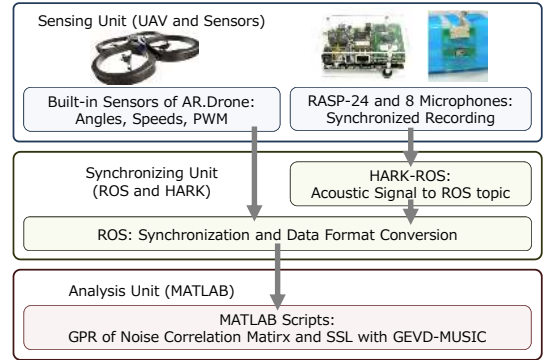 Sensing Unit (UAV and Sensors)
Built-in Sensors of AR.Drone:
Angles, Speeds, PWM
RASP-24 and 8 Microphones:
Synchronized Recording
Synchronizing Unit
(ROS and HARK)
HARK-ROS:
Acoustic Signal to ROS topic
ROS: Synchronization and Data Format Conversion
Analysis Unit (MATLAB)
MATLAB Scripts:
GPR of Noise Correlation Matirx and SSL with GEVD-MUSIC